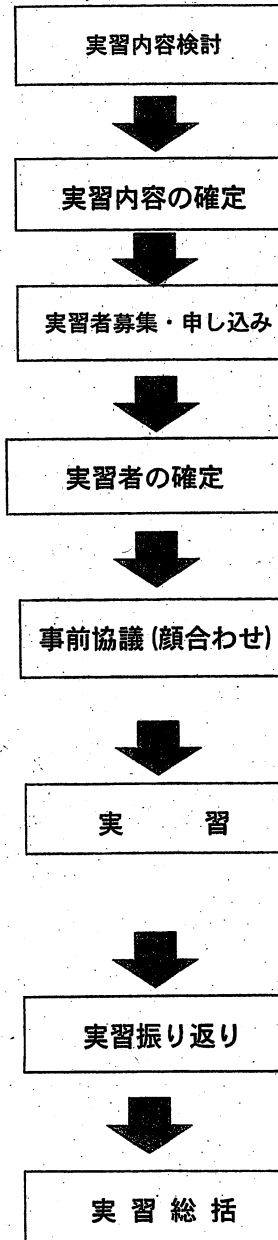 実習内容検討
実習内容の確定
実習者募集・申し込み
実習者の確定
事前協議(顔合わせ)
実 習
実習振り返り
実習総括